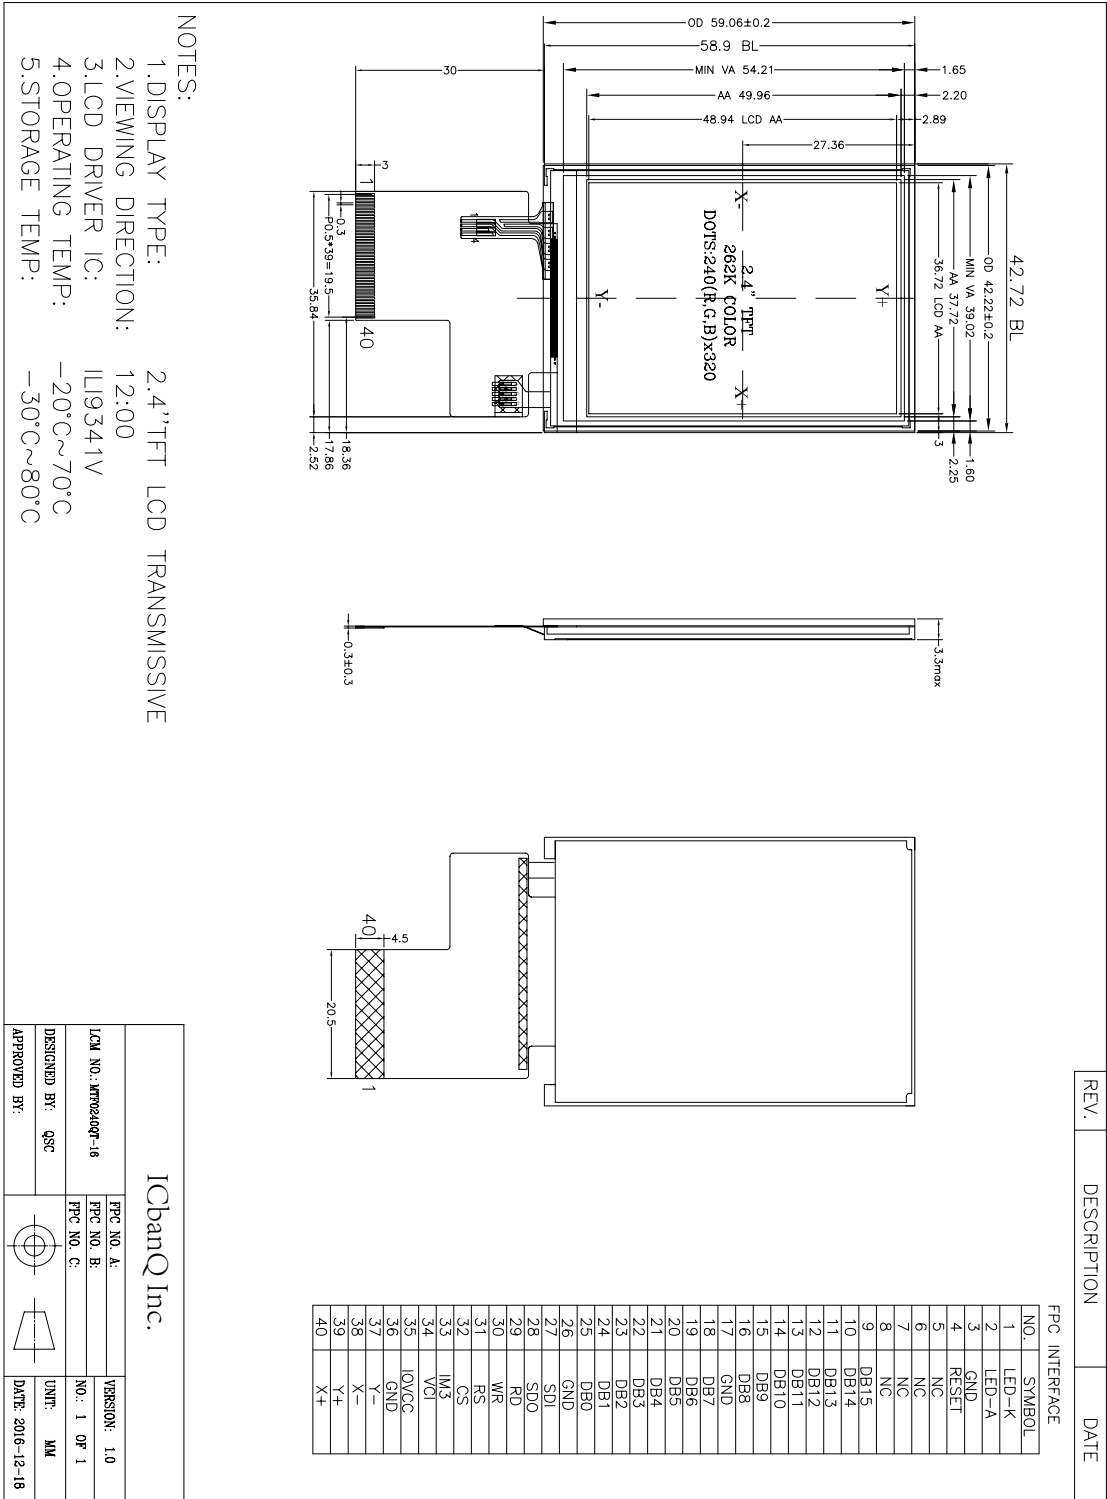 REV.
DESCRIPTION
DATE
42.72 BL
OD 42.22±0.2
MIN VA 39.02
AA 37.72
36.72 LCD AA
1.60
2.25
3
OD 59.06±0.2
58.9 BL
MIN VA 54.21
AA 49.96
48.94 LCD AA
27.36
1.65
2.20
2.89
30
3
Y+
X-
X+
Y-
2.4" TFT
262K COLOR
DOTS:240(R,G,B)x320
1
4
1
40
0.3
P0.5*39=19.5
35.84
18.36
17.86
2.52
3.3max
0.3±0.3
40
4.5
20.5
1
FPC INTERFACE
NO. SYMBOL
1 LED-K
2 LED-A
3 GND
4 RESET
5 NC
6 NC
7 NC
8 NC
9 DB15
10 DB14
11 DB13
12 DB12
13 DB11
14 DB10
15 DB9
16 DB8
17 GND
18 DB7
19 DB6
20 DB5
21 DB4
22 DB3
23 DB2
24 DB1
25 DB0
26 GND
27 SDI
28 SDO
29 RD
30 WR
31 RS
32 CS
33 IM3
34 VCI
35 IOVCC
36 GND
37 Y-
38 X-
39 Y+
40 X+
NOTES:
1.DISPLAY TYPE: 2.4''TFT LCD TRANSMISSIVE
2.VIEWING DIRECTION: 12:00
3.LCD DRIVER IC: ILI9341V
4.OPERATING TEMP: -20°C~70°C
5.STORAGE TEMP: -30°C~80°C
ICbanQ Inc.
LCM NO.: MTF0240QT-16
FPC NO. A:
FPC NO. B:
FPC NO. C:
VERSION: 1.0
NO.: 1 OF 1
DESIGNED BY: QSC
UNIT: MM
APPROVED BY:
DATE: 2016-12-18